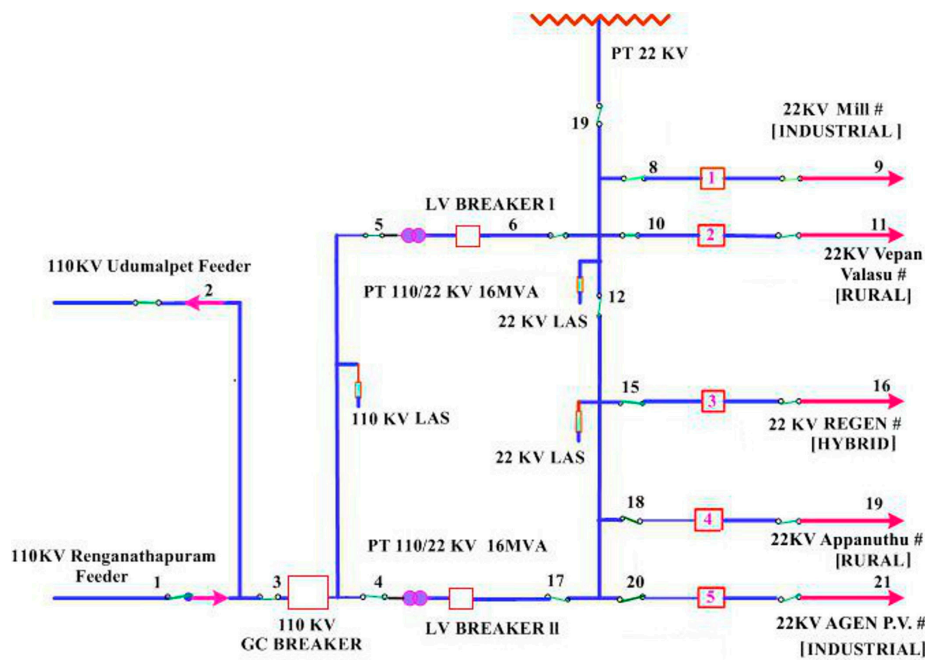 PT 22 KV
19
22KV Mill #
[INDUSTRIAL]
8
1
9
LV BREAKER I
5
6
10
2
11
22KV Vepan
Valasu #
[RURAL]
110KV Udumalpet Feeder
2
PT 110/22 KV 16MVA
12
22 KV LAS
15
3
16
110 KV LAS
22 KV LAS
22 KV REGEN #
[HYBRID]
18
4
19
22KV Appanuthu #
[RURAL]
110KV Renganathapuram
Feeder
PT 110/22 KV 16MVA
1
3
4
17
20
5
21
110 KV
GC BREAKER
LV BREAKER II
22KV AGEN P.V. #
[INDUSTRIAL]